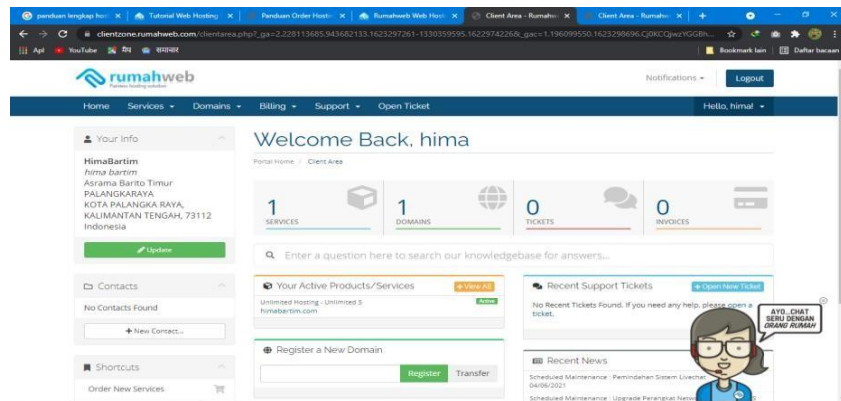 panduan lengkap hos
Tutorial Web Hosting
Panduan Order Hostin
Rumahweb Web Hosti
Client Area - Rumahw
Client Area - Rumahw
clientzone.rumahweb.com/clientarea.php?_ga=2.228113685.943682133.1623297261-1330359595.1622974226&_gac=1.196099550.1623298696.
Apl
YouTube
समाचार
Bookmark lain
Daftar bacaan
rumahweb
Notifications
Logout
Home
Services
Domains
Billing
Support
Open Ticket
Hello, hima!
Your Info
HimaBartim
hima bartim
Asrama Barito Timur
PALANGKARAYA
KOTA PALANGKA RAYA,
KALIMANTAN TENGAH, 73112
Indonesia
Update
Contacts
No Contacts Found
+ New Contact...
Shortcuts
Order New Services
Welcome Back, hima
Portal Home / Client Area
1
SERVICES
1
DOMAINS
0
TICKETS
0
INVOICES
Enter a question here to search our knowledgebase for answers...
Your Active Products/Services
View All
Unlimited Hosting - Unlimited S
himabartim.com
Active
Register a New Domain
Register
Transfer
Recent Support Tickets
+ Open New Ticket
No Recent Tickets Found. If you need any help, please open a
ticket.
Recent News
Scheduled Maintenance : Pemindahan Sistem Livechat
04/06/2021
Scheduled Maintenance : Upgrade Perangkat
AYO...CHAT
SERU DENGAN
ORANG RUMAH